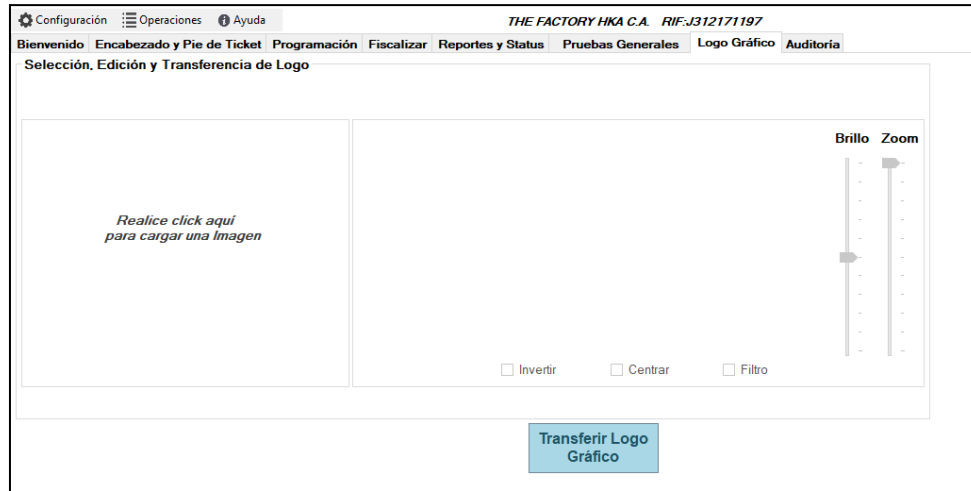 Configuración Operaciones Ayuda THE FACTORY HKA C.A. RIF:J312171197
Bienvenido Encabezado y Pie de Ticket Programación Fiscalizar Reportes y Status Pruebas Generales Logo Gráfico Auditoría
Selección, Edición y Transferencia de Logo
Brillo Zoom
Realice click aquí
para cargar una Imagen
Invertir Centrar Filtro
Transferir Logo
Gráfico